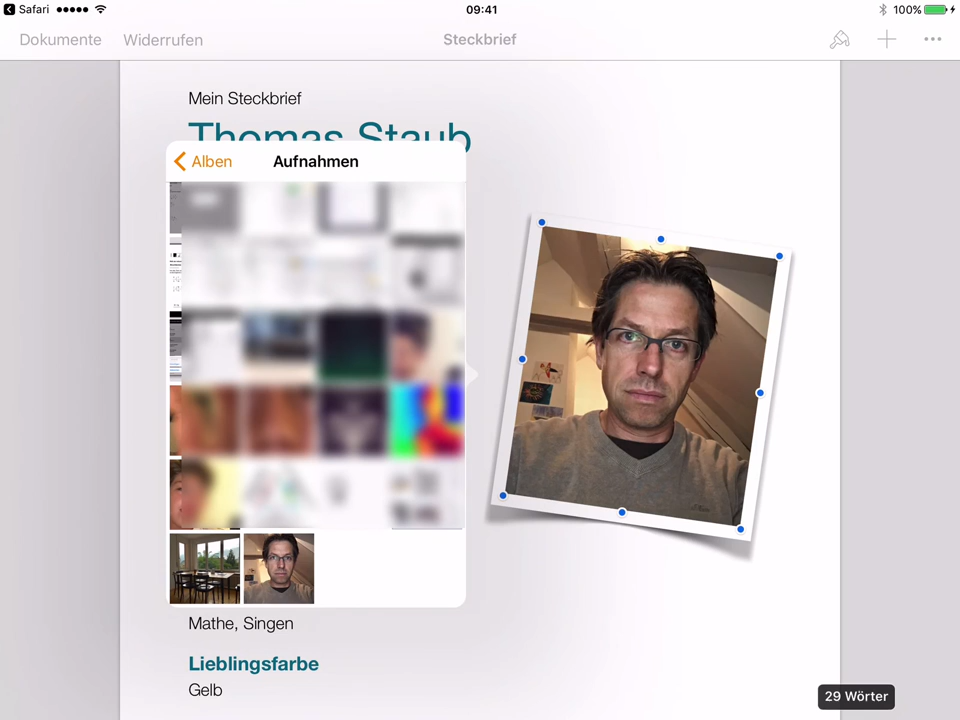 Safari 09:41 100%
Dokumente Widerrufen Steckbrief
Mein Steckbrief
Thomas Staub
Alben Aufnahmen
Mathe, Singen
Lieblingsfarbe
Gelb
29 Wörter